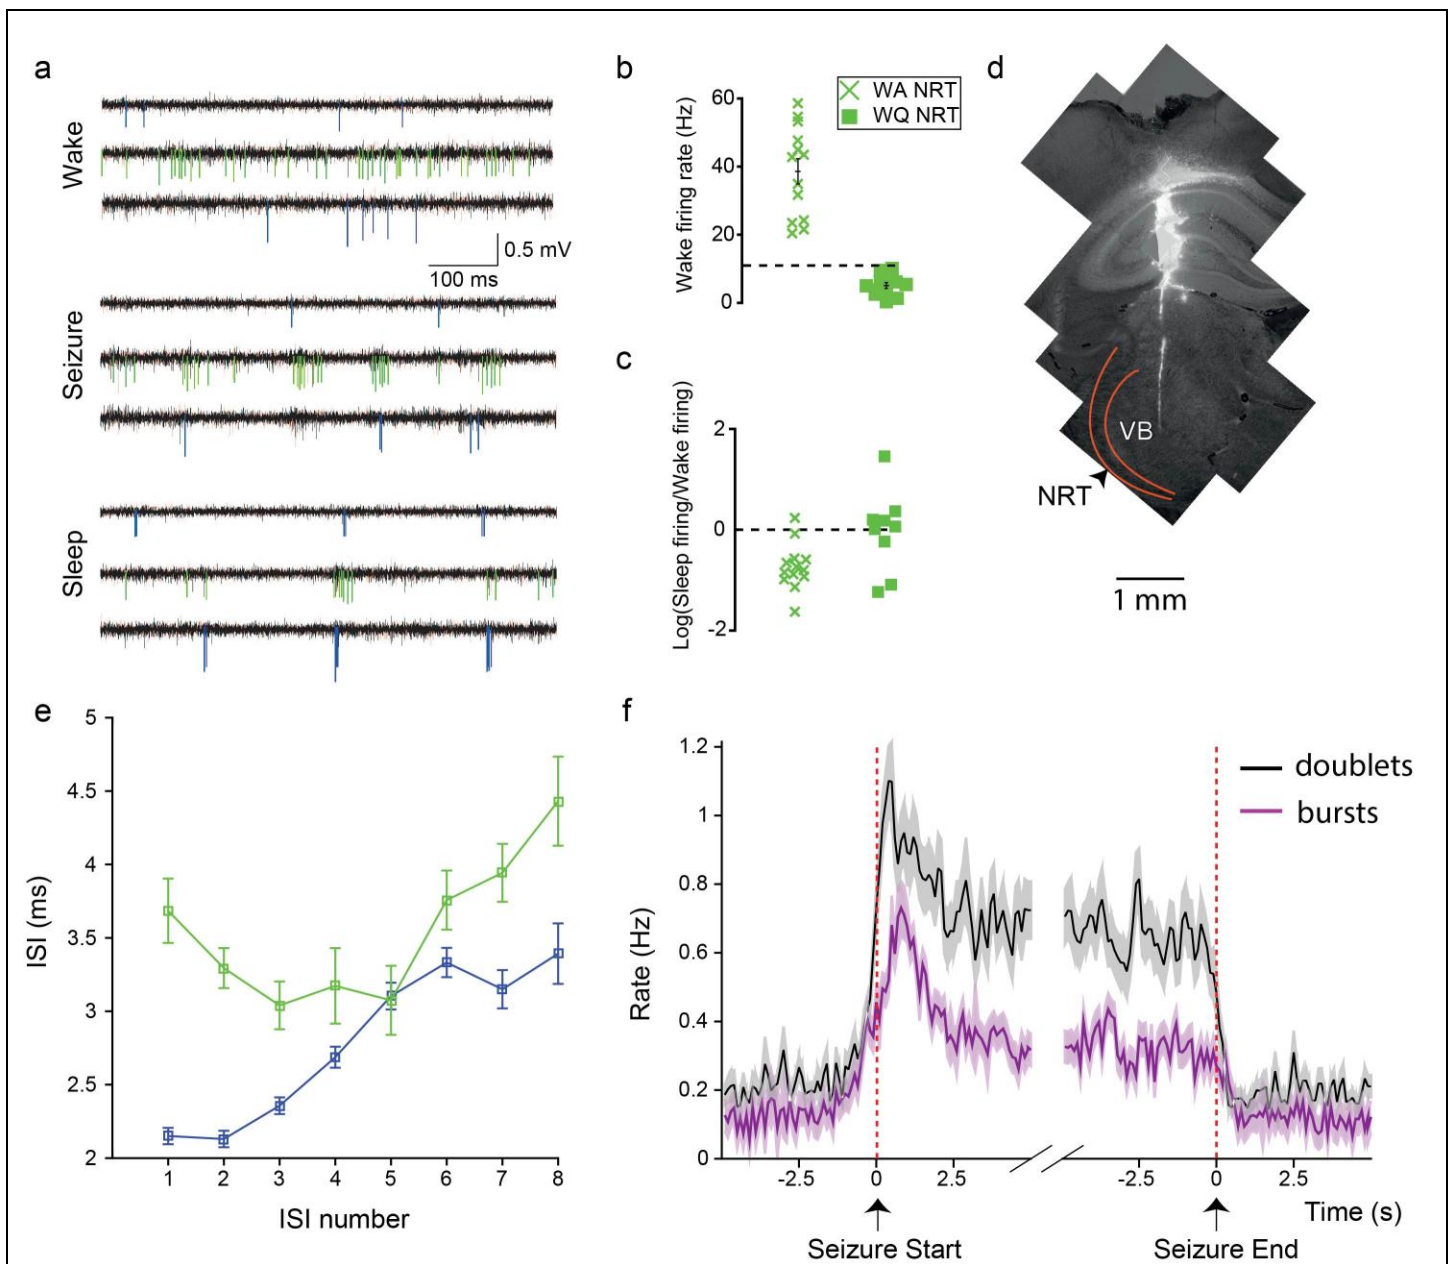 a
Wake
0.5 mV
100 ms
Seizure
Sleep
b
WA NRT
WQ NRT
Wake firing rate (Hz)
60
40
20
0
c
Log(Sleep firing/Wake firing)
2
0
-2
d
VB
NRT
1 mm
e
ISI (ms)
5
4.5
4
3.5
3
2.5
2
1 2 3 4 5 6 7 8
ISI number
f
Rate (Hz)
1.2
1
0.8
0.6
0.4
0.2
0
doublets
bursts
-2.5 0 2.5 -2.5 0 2.5
Time (s)
Seizure Start
Seizure End